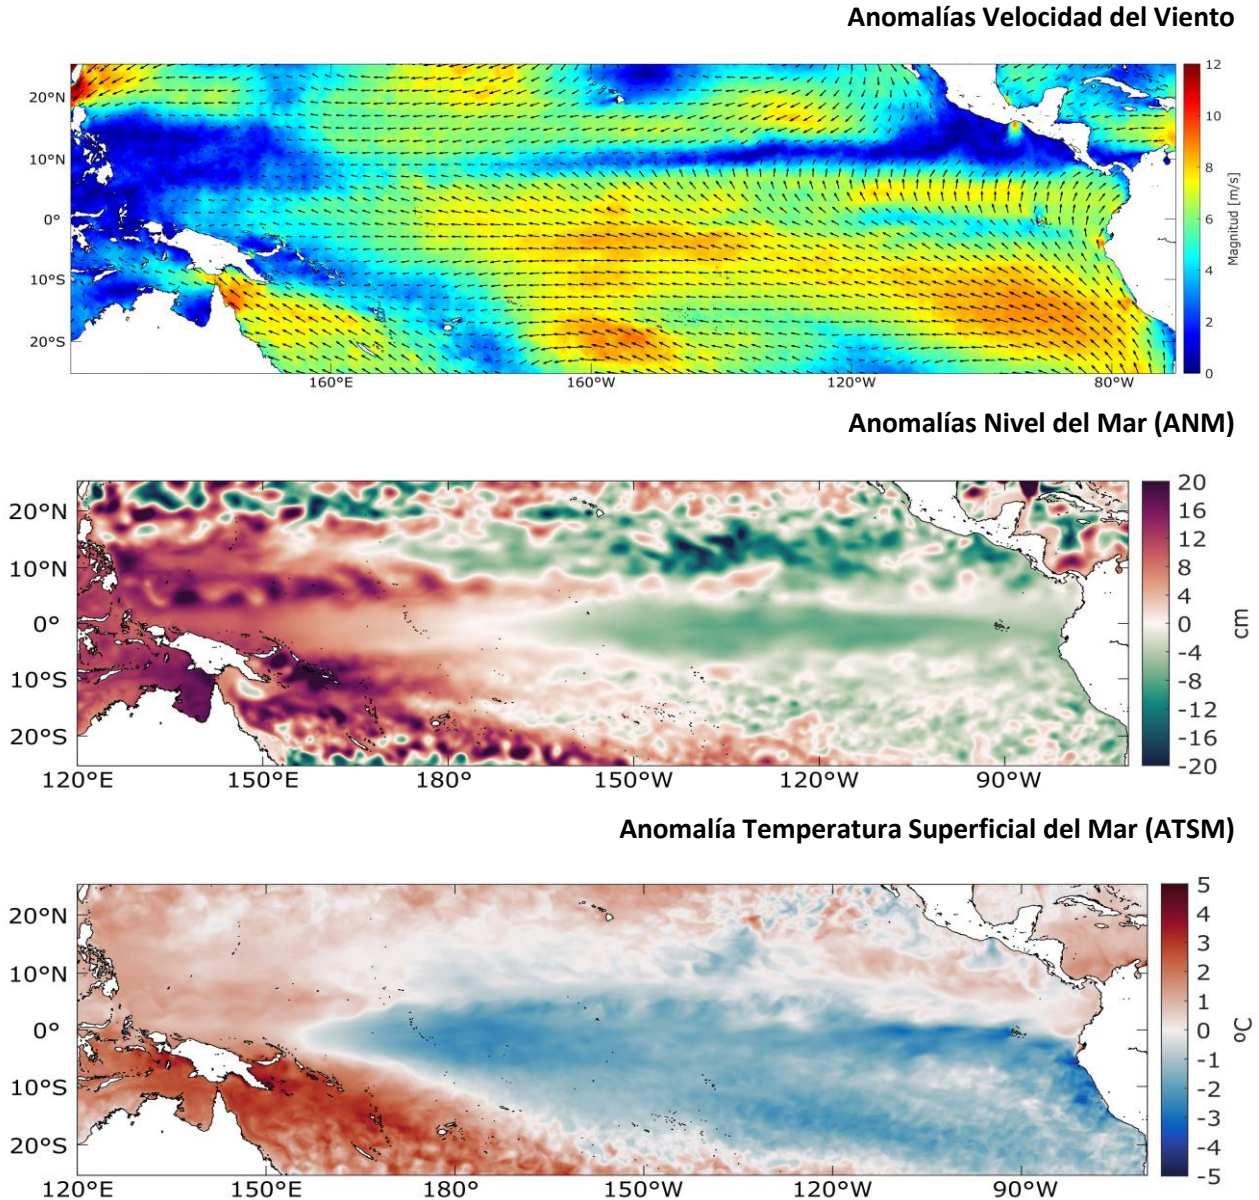 Anomalías Velocidad del Viento
20°N
10°N
0°
10°S
20°S
160°E
160°W
120°W
80°W
12
10
8
6
4
2
0
Magnitud [m/s]
Anomalías Nivel del Mar (ANM)
20°N
10°N
0°
10°S
20°S
120°E
150°E
180°
150°W
120°W
90°W
20
16
12
8
4
0
-4
-8
-12
-16
-20
cm
Anomalía Temperatura Superficial del Mar (ATSM)
20°N
10°N
0°
10°S
20°S
120°E
150°E
180°
150°W
120°W
90°W
5
4
3
2
1
0
-1
-2
-3
-4
-5
ºC